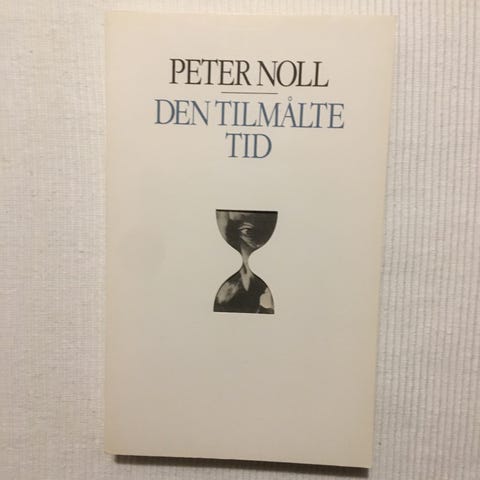 PETER NOLL
DEN TILMÅLTE
TID